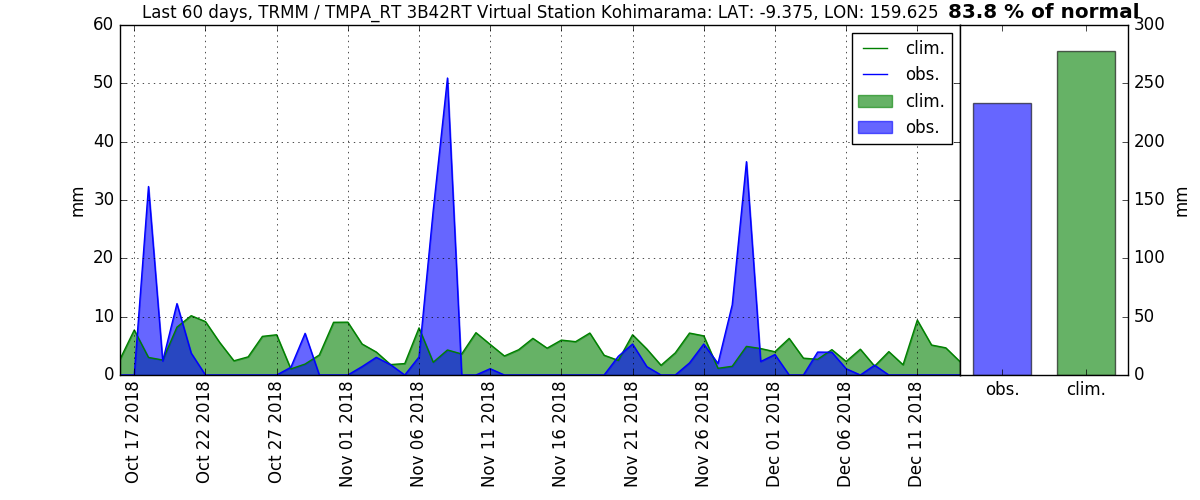 Last 60 days, TRMM / TMPA_RT 3B42RT Virtual Station Kohimarama: LAT: -9.375, LON: 159.625 83.8 % of normal
clim.
obs.
clim.
obs.
60
50
40
30
20
10
0
mm
Oct 17 2018
Oct 22 2018
Oct 27 2018
Nov 01 2018
Nov 06 2018
Nov 11 2018
Nov 16 2018
Nov 21 2018
Nov 26 2018
Dec 01 2018
Dec 06 2018
Dec 11 2018
300
250
200
150
100
50
0
mm
obs.
clim.